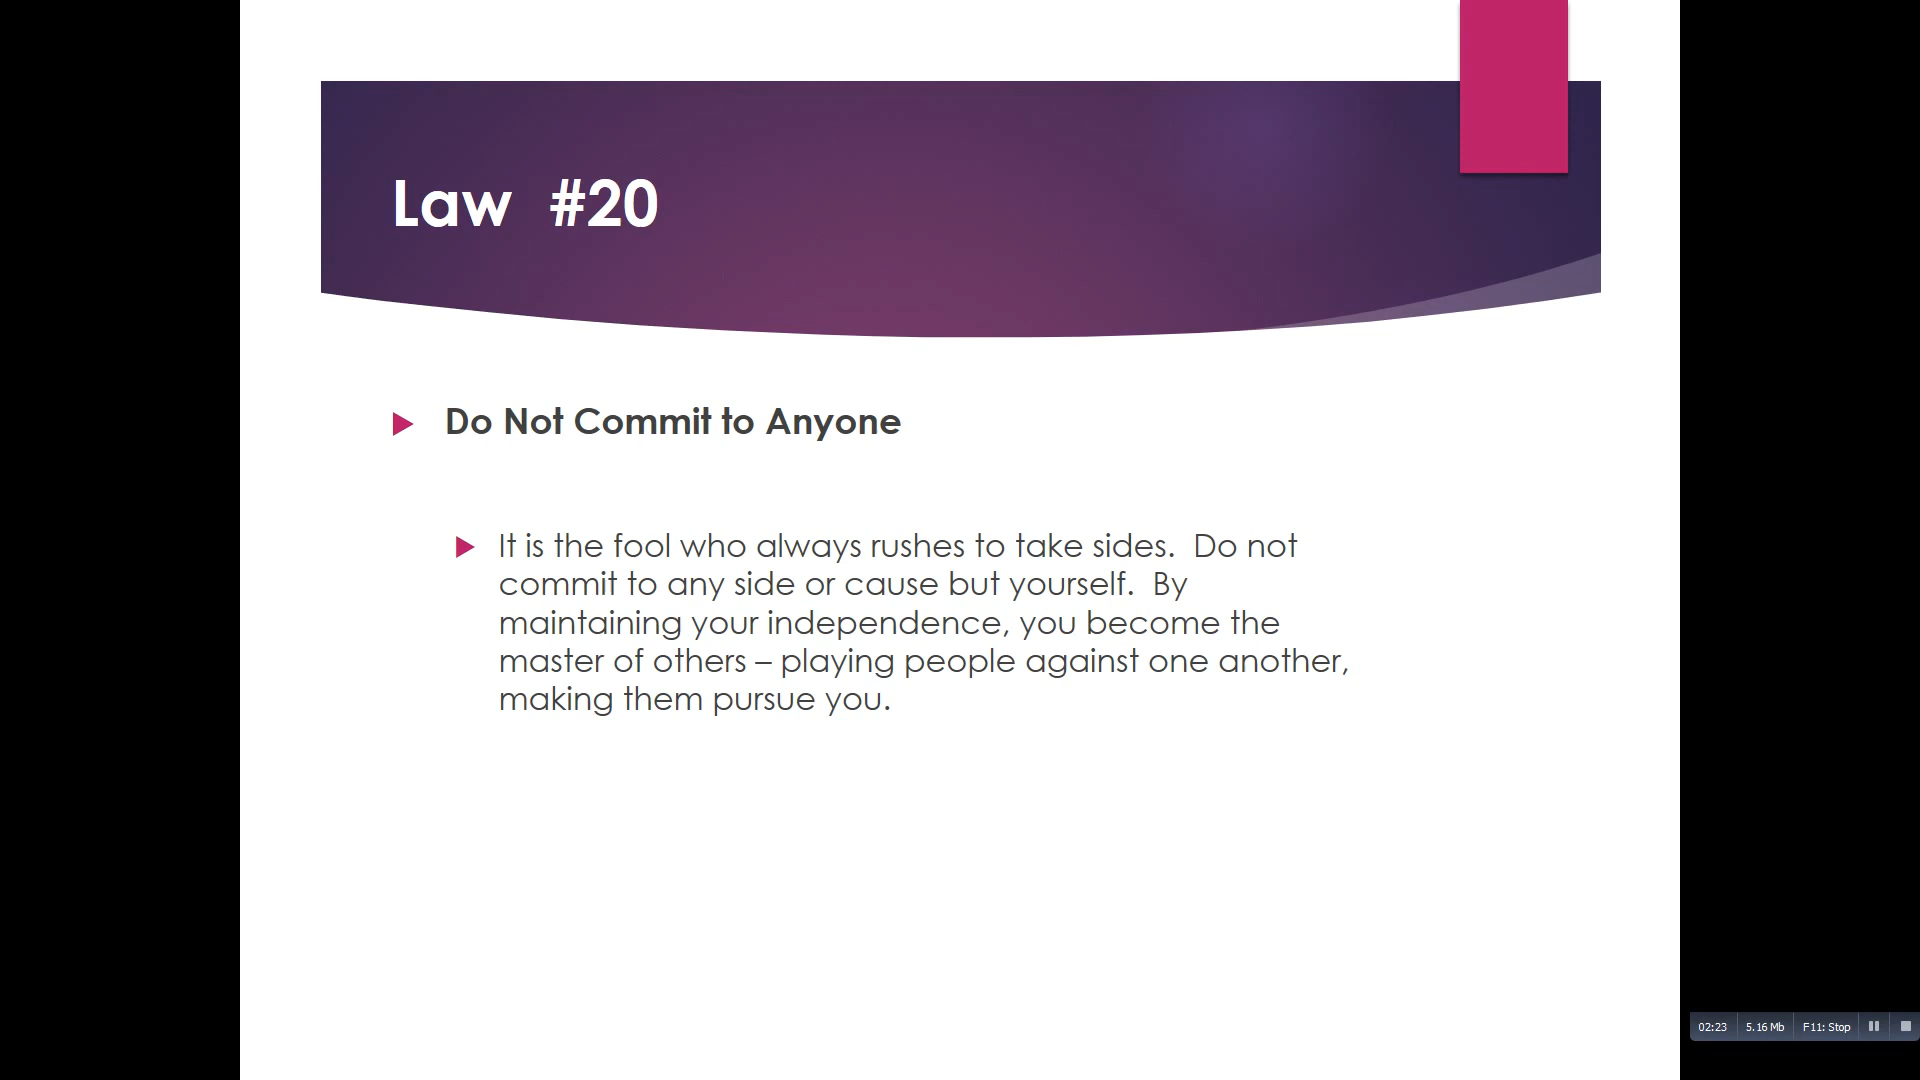 Law  #20
Do Not Commit to Anyone
It is the fool who always rushes to take sides.  Do not
commit to any side or cause but yourself.  By
maintaining your independence, you become the
master of others – playing people against one another,
making them pursue you.
02:23 5.16 Mb F11: Stop